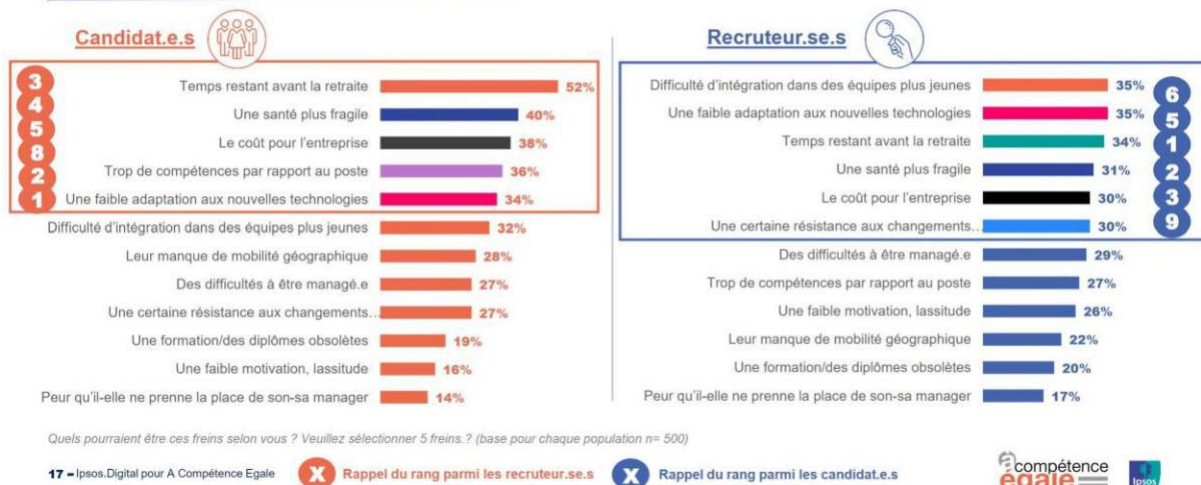 Candidat.e.s
3
4
5
8
2
1
Temps restant avant la retraite 52%
Une santé plus fragile 40%
Le coût pour l'entreprise 38%
Trop de compétences par rapport au poste 36%
Une faible adaptation aux nouvelles technologies 34%
Difficulté d'intégration dans des équipes plus jeunes 32%
Leur manque de mobilité géographique 28%
Des difficultés à être managé.e 27%
Une certaine résistance aux changements... 27%
Une formation/des diplômes obsolètes 19%
Une faible motivation, lassitude 16%
Peur qu'il-elle ne prenne la place de son-sa manager 14%
Recruteur.se.s
Difficulté d'intégration dans des équipes plus jeunes 35%
Une faible adaptation aux nouvelles technologies 35%
Temps restant avant la retraite 34%
Une santé plus fragile 31%
Le coût pour l'entreprise 30%
Une certaine résistance aux changements... 30%
6
5
1
2
3
9
Des difficultés à être managé.e 29%
Trop de compétences par rapport au poste 27%
Une faible motivation, lassitude 26%
Leur manque de mobilité géographique 22%
Une formation/des diplômes obsolètes 20%
Peur qu'il-elle ne prenne la place de son-sa manager 17%
Quels pourraient être ces freins selon vous ? Veuillez sélectionner 5 freins.? (base pour chaque population n= 500)
17 – Ipsos.Digital pour A Compétence Egale
X Rappel du rang parmi les recruteur.se.s
X Rappel du rang parmi les candidat.e.s
à compétence
égale
Ipsos